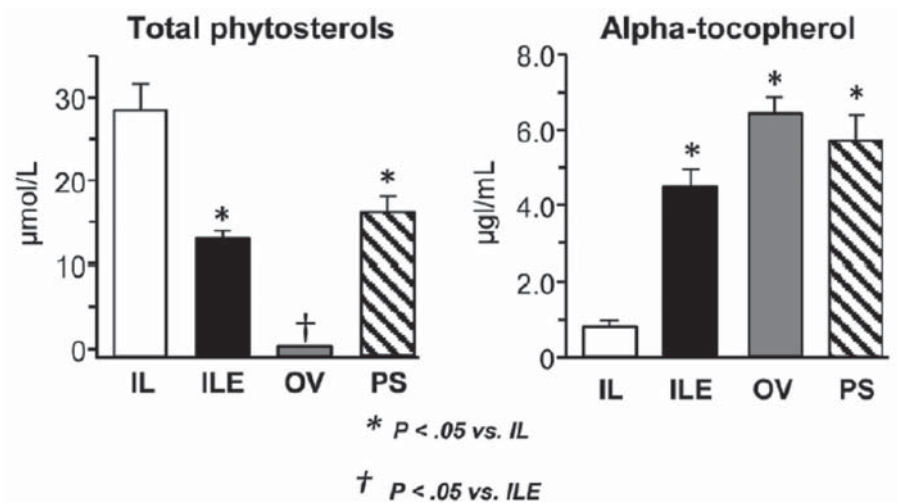 Total phytosterols
μmol/L
30
20
10
0
*
†
*
IL ILE OV PS
Alpha-tocopherol
μgl/mL
8.0
6.0
4.0
2.0
0
*
*
*
IL ILE OV PS
* P < .05 vs. IL
† P < .05 vs. ILE